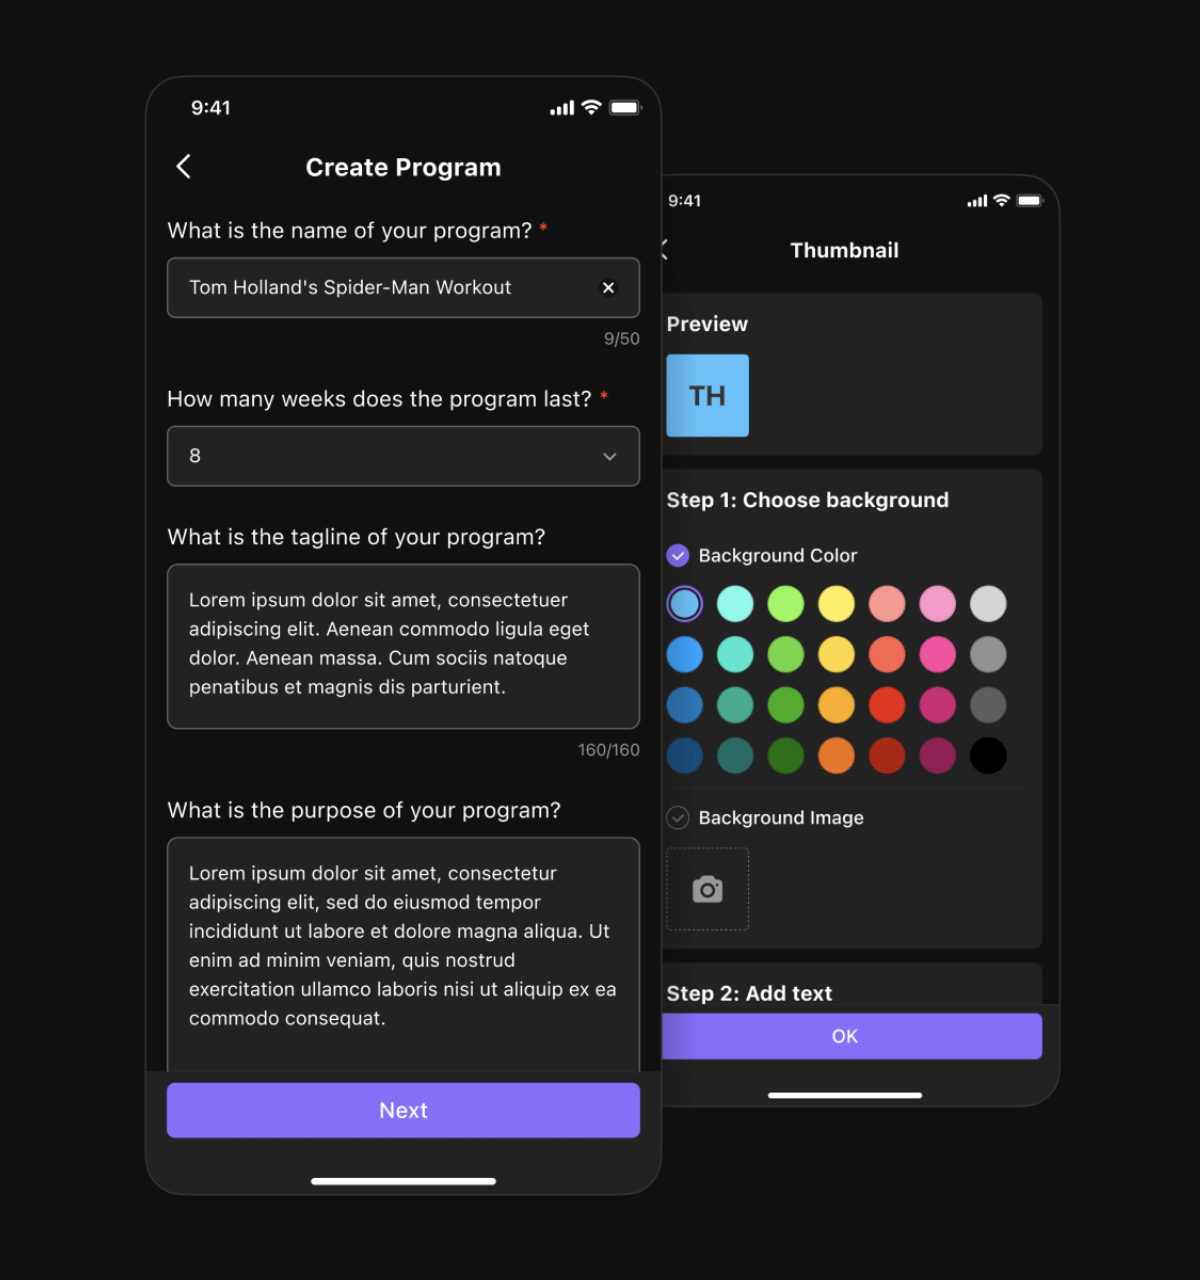 9:41
Create Program
What is the name of your program? *
Tom Holland's Spider-Man Workout
9/50
How many weeks does the program last? *
8
What is the tagline of your program?
Lorem ipsum dolor sit amet, consectetuer
adipiscing elit. Aenean commodo ligula eget
dolor. Aenean massa. Cum sociis natoque
penatibus et magnis dis parturient.
160/160
What is the purpose of your program?
Lorem ipsum dolor sit amet, consectetur
adipiscing elit, sed do eiusmod tempor
incididunt ut labore et dolore magna aliqua. Ut
enim ad minim veniam, quis nostrud
exercitation ullamco laboris nisi ut aliquip ex ea
commodo consequat.
Next
9:41
Thumbnail
Preview
TH
Step 1: Choose background
Background Color
Background Image
Step 2: Add text
OK